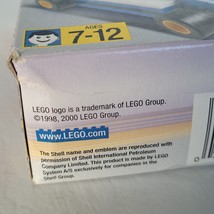 AGES
7-12
LEGO logo is a trademark of LEGO Group.
©1998, 2000 LEGO Group.
www.LEGO.com
The Shell name and emblem are reproduced with
permission of Shell International Petroleum
Company Limited. This product is made by LEGO
System A/S exclusively for companies in the
Shell Group.